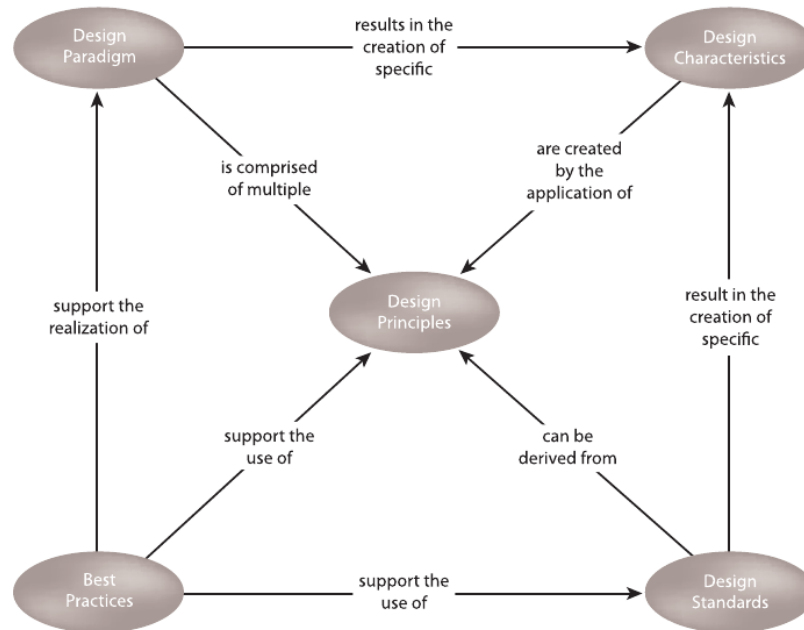 Design
Paradigm
results in the
creation of
specific
Design
Characteristics
is comprised
of multiple
are created
by the
application of
support the
realization of
Design
Principles
result in the
creation of
specific
support the
use of
can be
derived from
Best
Practices
support the
use of
Design
Standards